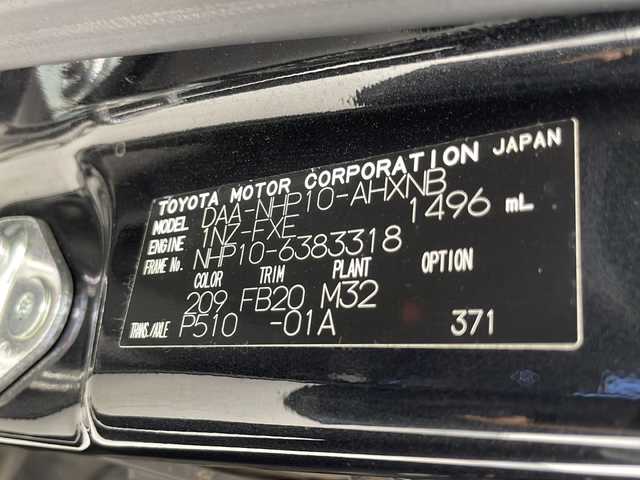 TOYOTA MOTOR CORPORATION JAPAN
MODEL DAA-NHP10-AHXNB
ENGINE 1NZ-FXE 1496 mL
FRAME No. NHP10-6383318
COLOR TRIM PLANT OPTION
209 FB20 M32
TRANS./AXLE P510 -01A 371